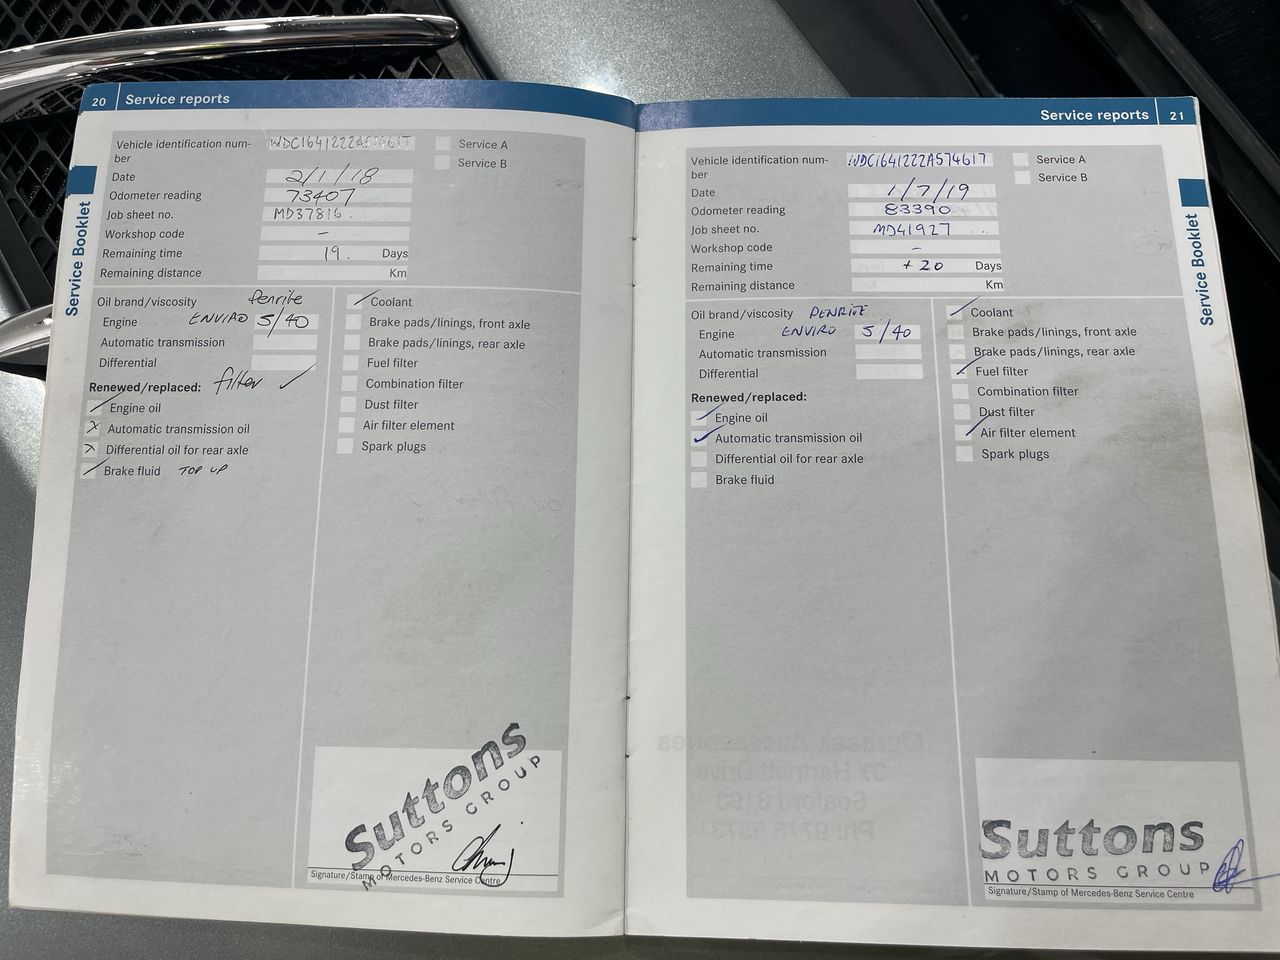 20 Service reports
Vehicle identification num-
ber WDC1641222A574617
Service A
Service B
Date 2/1/18
Odometer reading 73407
Job sheet no. MD37816.
Workshop code –
Remaining time 19. Days
Remaining distance Km
Service Booklet
Oil brand/viscosity Penrite
Engine ENVIRO 5/40
Automatic transmission
Differential
Renewed/replaced: filter ✓
Engine oil
Automatic transmission oil
Differential oil for rear axle
Brake fluid TOP UP
Coolant
Brake pads/linings, front axle
Brake pads/linings, rear axle
Fuel filter
Combination filter
Dust filter
Air filter element
Spark plugs
Suttons
MOTORS GROUP
Signature/Stamp of Mercedes-Benz Service Centre
Service reports 21
Vehicle identification num-
ber WDC1641222A574617
Service A
Service B
Date 1/7/19
Odometer reading 83390
Job sheet no. MD41927
Workshop code –
Remaining time +20 Days
Remaining distance Km
Service Booklet
Oil brand/viscosity PENRITE
Engine ENVIRO 5/40
Automatic transmission
Differential
Renewed/replaced:
Engine oil
Automatic transmission oil
Differential oil for rear axle
Brake fluid
Coolant
Brake pads/linings, front axle
Brake pads/linings, rear axle
Fuel filter
Combination filter
Dust filter
Air filter element
Spark plugs
Suttons
MOTORS GROUP
Signature/Stamp of Mercedes-Benz Service Centre